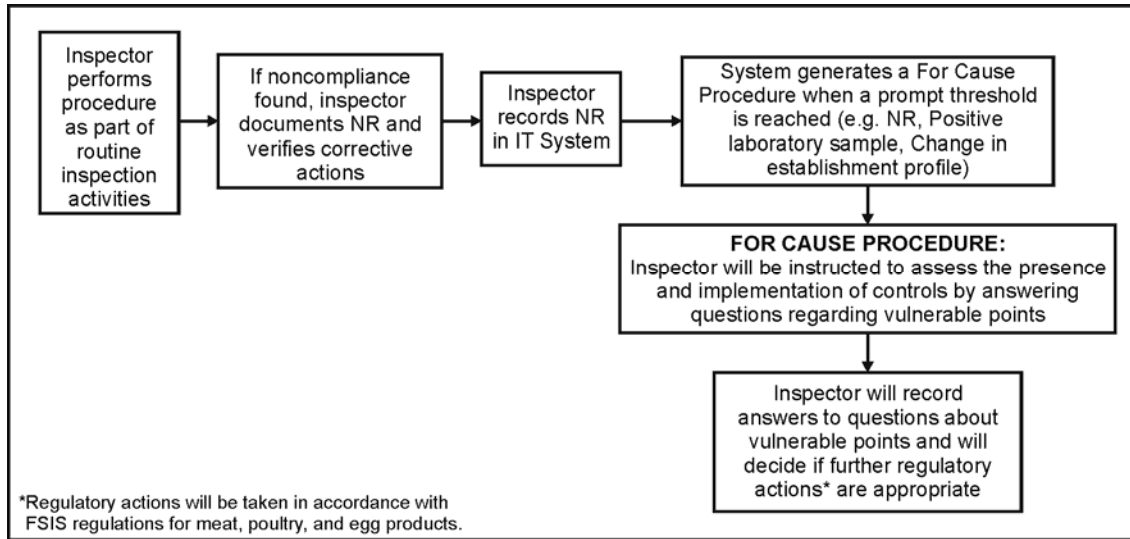 Inspector
performs
procedure
as part of
routine
inspection
activities
If noncompliance
found, inspector
documents NR and
verifies corrective
actions
Inspector
records NR
in IT System
System generates a For Cause
Procedure when a prompt threshold
is reached (e.g. NR, Positive
laboratory sample, Change in
establishment profile)
FOR CAUSE PROCEDURE:
Inspector will be instructed to assess the presence
and implementation of controls by answering
questions regarding vulnerable points
Inspector will record
answers to questions about
vulnerable points and will
decide if further regulatory
actions* are appropriate
*Regulatory actions will be taken in accordance with
FSIS regulations for meat, poultry, and egg products.